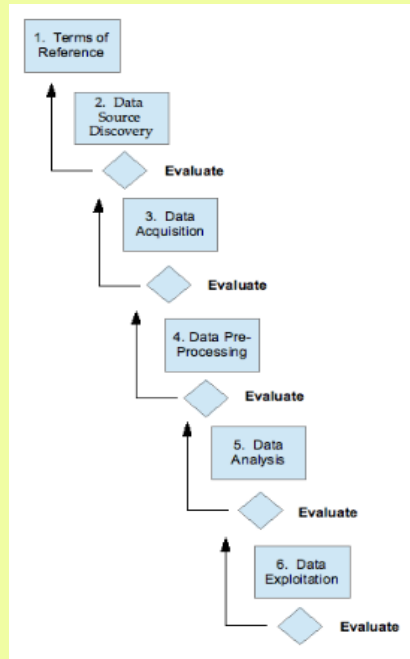 1. Terms of
Reference
2. Data
Source
Discovery
Evaluate
3. Data
Acquisition
Evaluate
4. Data Pre-
Processing
Evaluate
5. Data
Analysis
Evaluate
6. Data
Exploitation
Evaluate